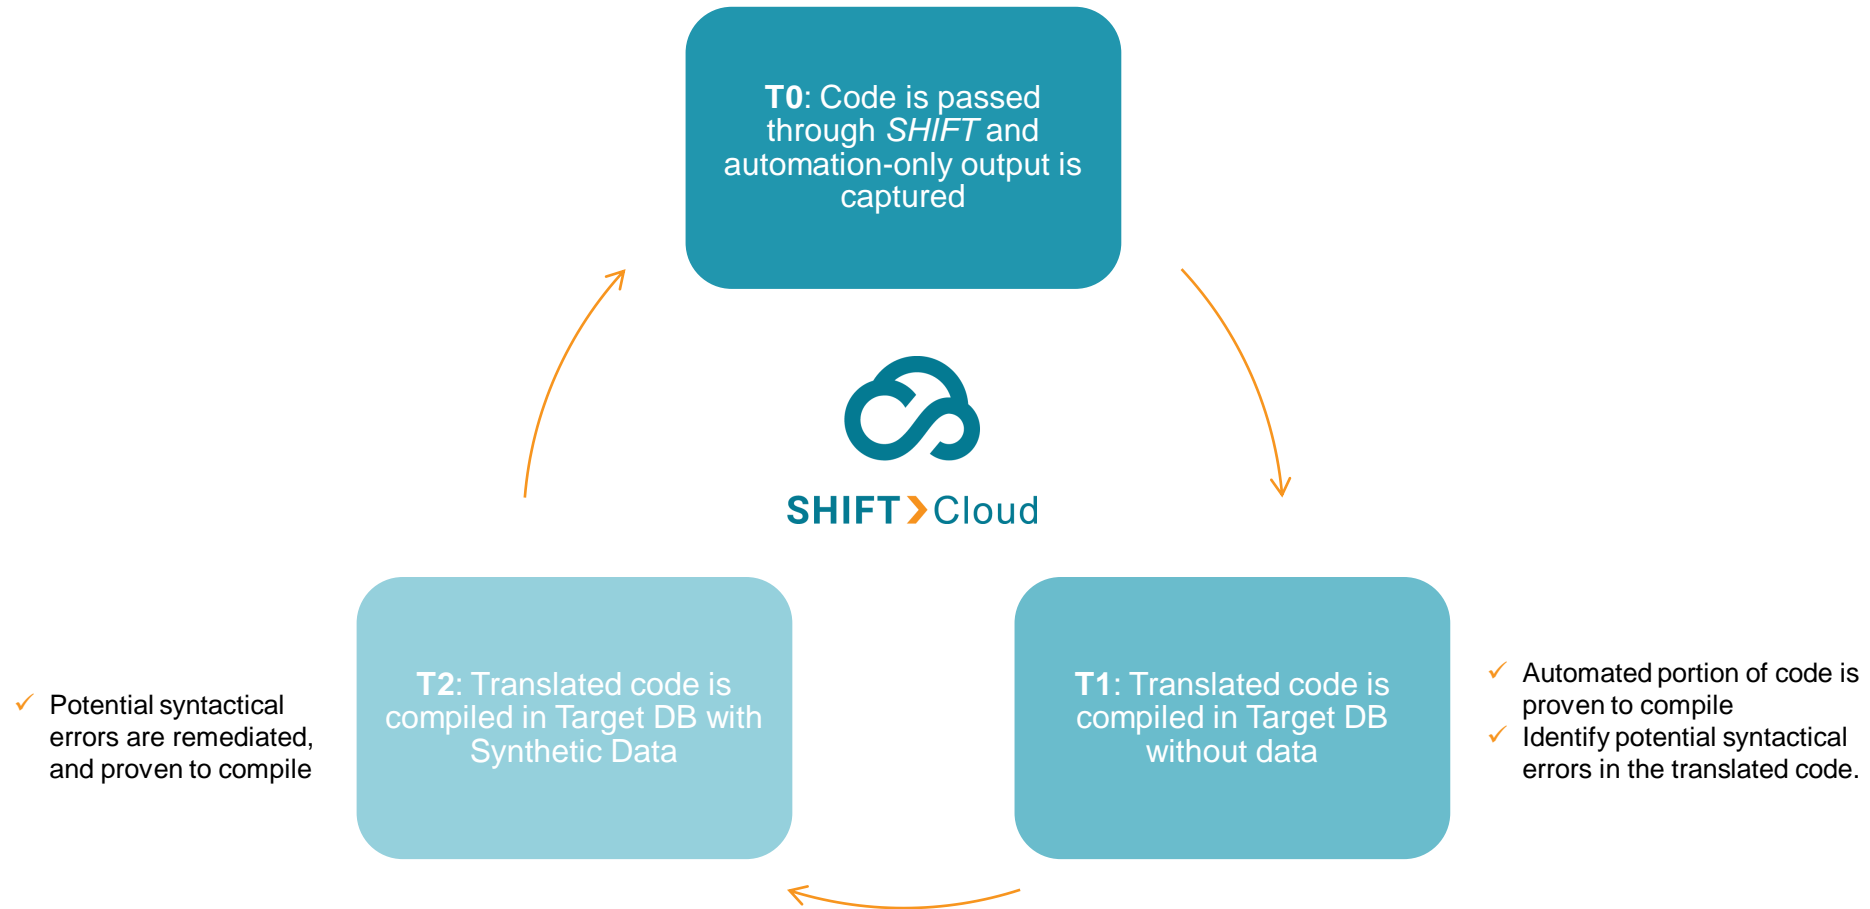 T0: Code is passed
through SHIFT and
automation-only output is
captured
SHIFT❯Cloud
T2: Translated code is
compiled in Target DB with
Synthetic Data
T1: Translated code is
compiled in Target DB
without data
✓ Potential syntactical
errors are remediated,
and proven to compile
✓ Automated portion of code is
proven to compile
✓ Identify potential syntactical
errors in the translated code.